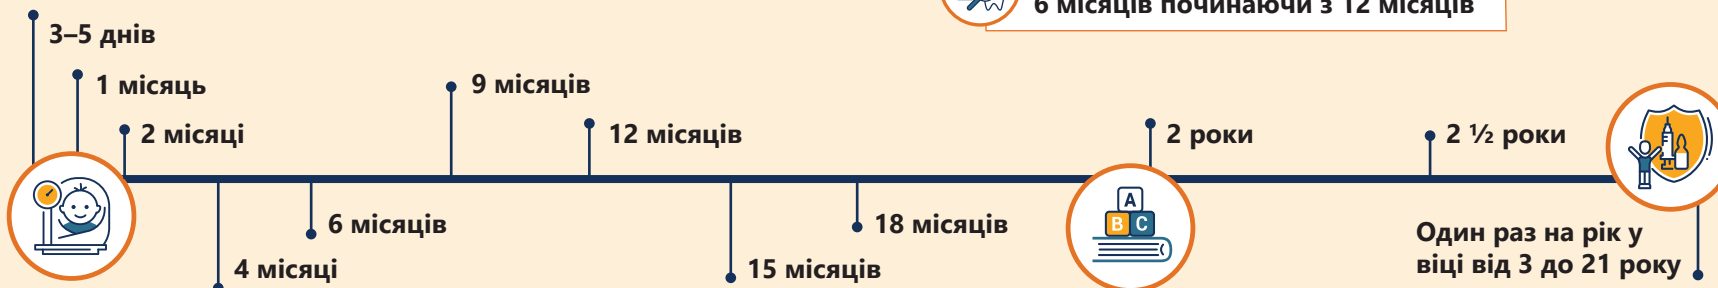 6 місяців починаючи з 12 місяців
3–5 днів
1 місяць
2 місяці
4 місяці
6 місяців
9 місяців
12 місяців
15 місяців
18 місяців
2 роки
A
B C
2 ½ роки
Один раз на рік у
віці від 3 до 21 року